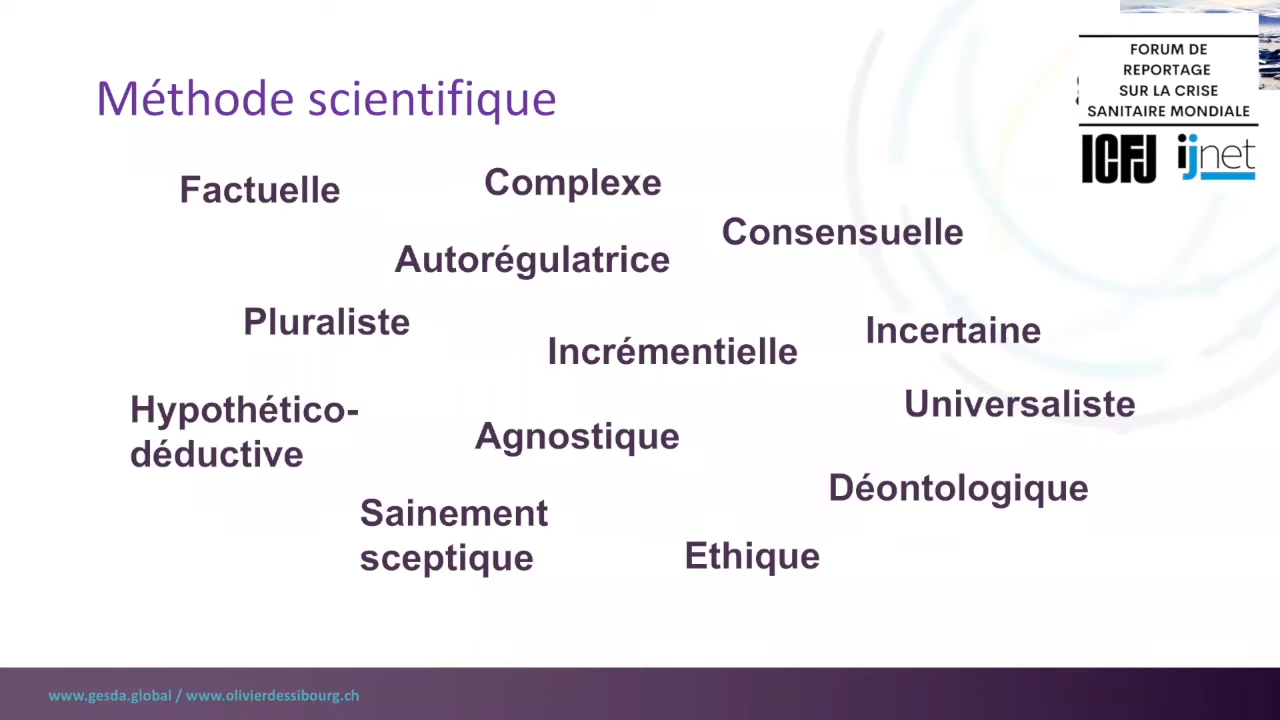 Méthode scientifique
FORUM DE
REPORTAGE
SUR LA CRISE
SANITAIRE MONDIALE
ICFJ ijnet
Factuelle
Complexe
Consensuelle
Autorégulatrice
Pluraliste
Incrémentielle
Incertaine
Hypothético-
déductive
Agnostique
Universaliste
Déontologique
Sainement
sceptique
Ethique
www.gesda.global / www.olivierdessibourg.ch